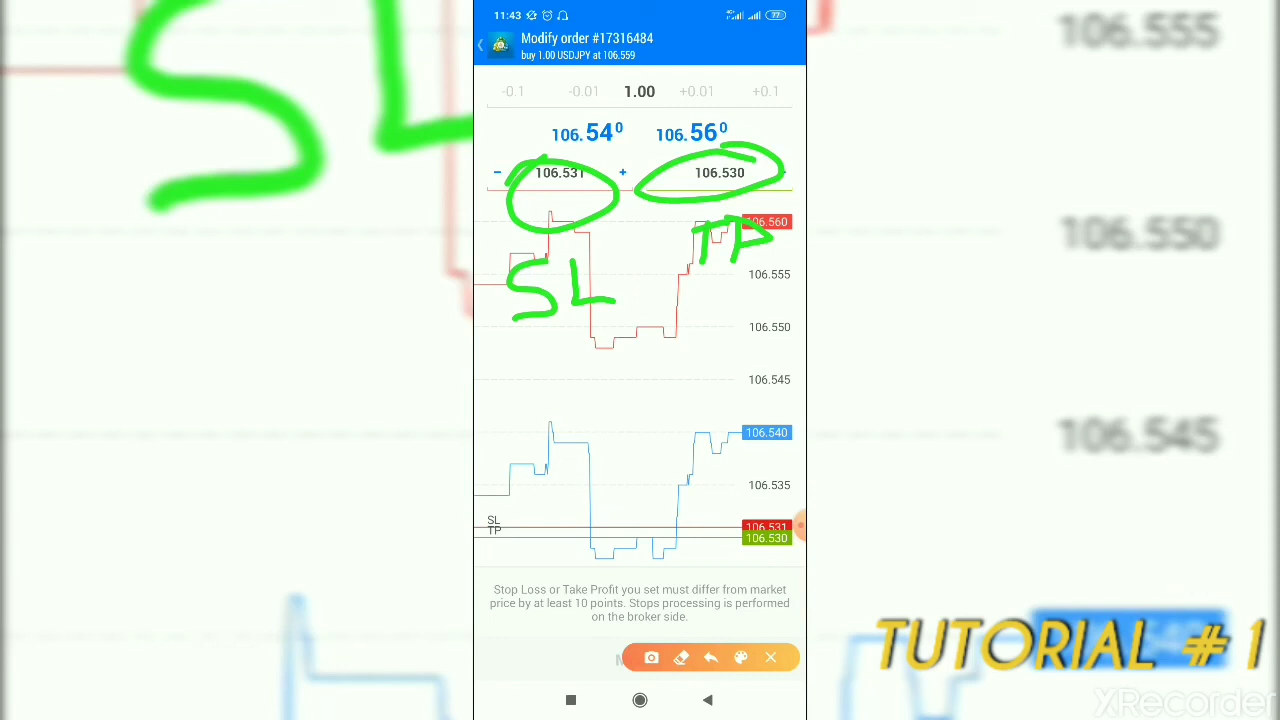 11:43 77
Modify order #17316484
buy 1.00 USDJPY at 106.559
-0.1 -0.01 1.00 +0.01 +0.1
106.54⁰ 106.56⁰
- 106.531 + 106.530
106.560
TP
106.555
SL
106.550
106.545
106.540
106.535
SL
106.531
TP
106.530
Stop Loss or Take Profit you set must differ from market
price by at least 10 points. Stops processing is performed
on the broker side.
SL
106.555
106.550
106.545
TUTORIAL # 1
XRecorder